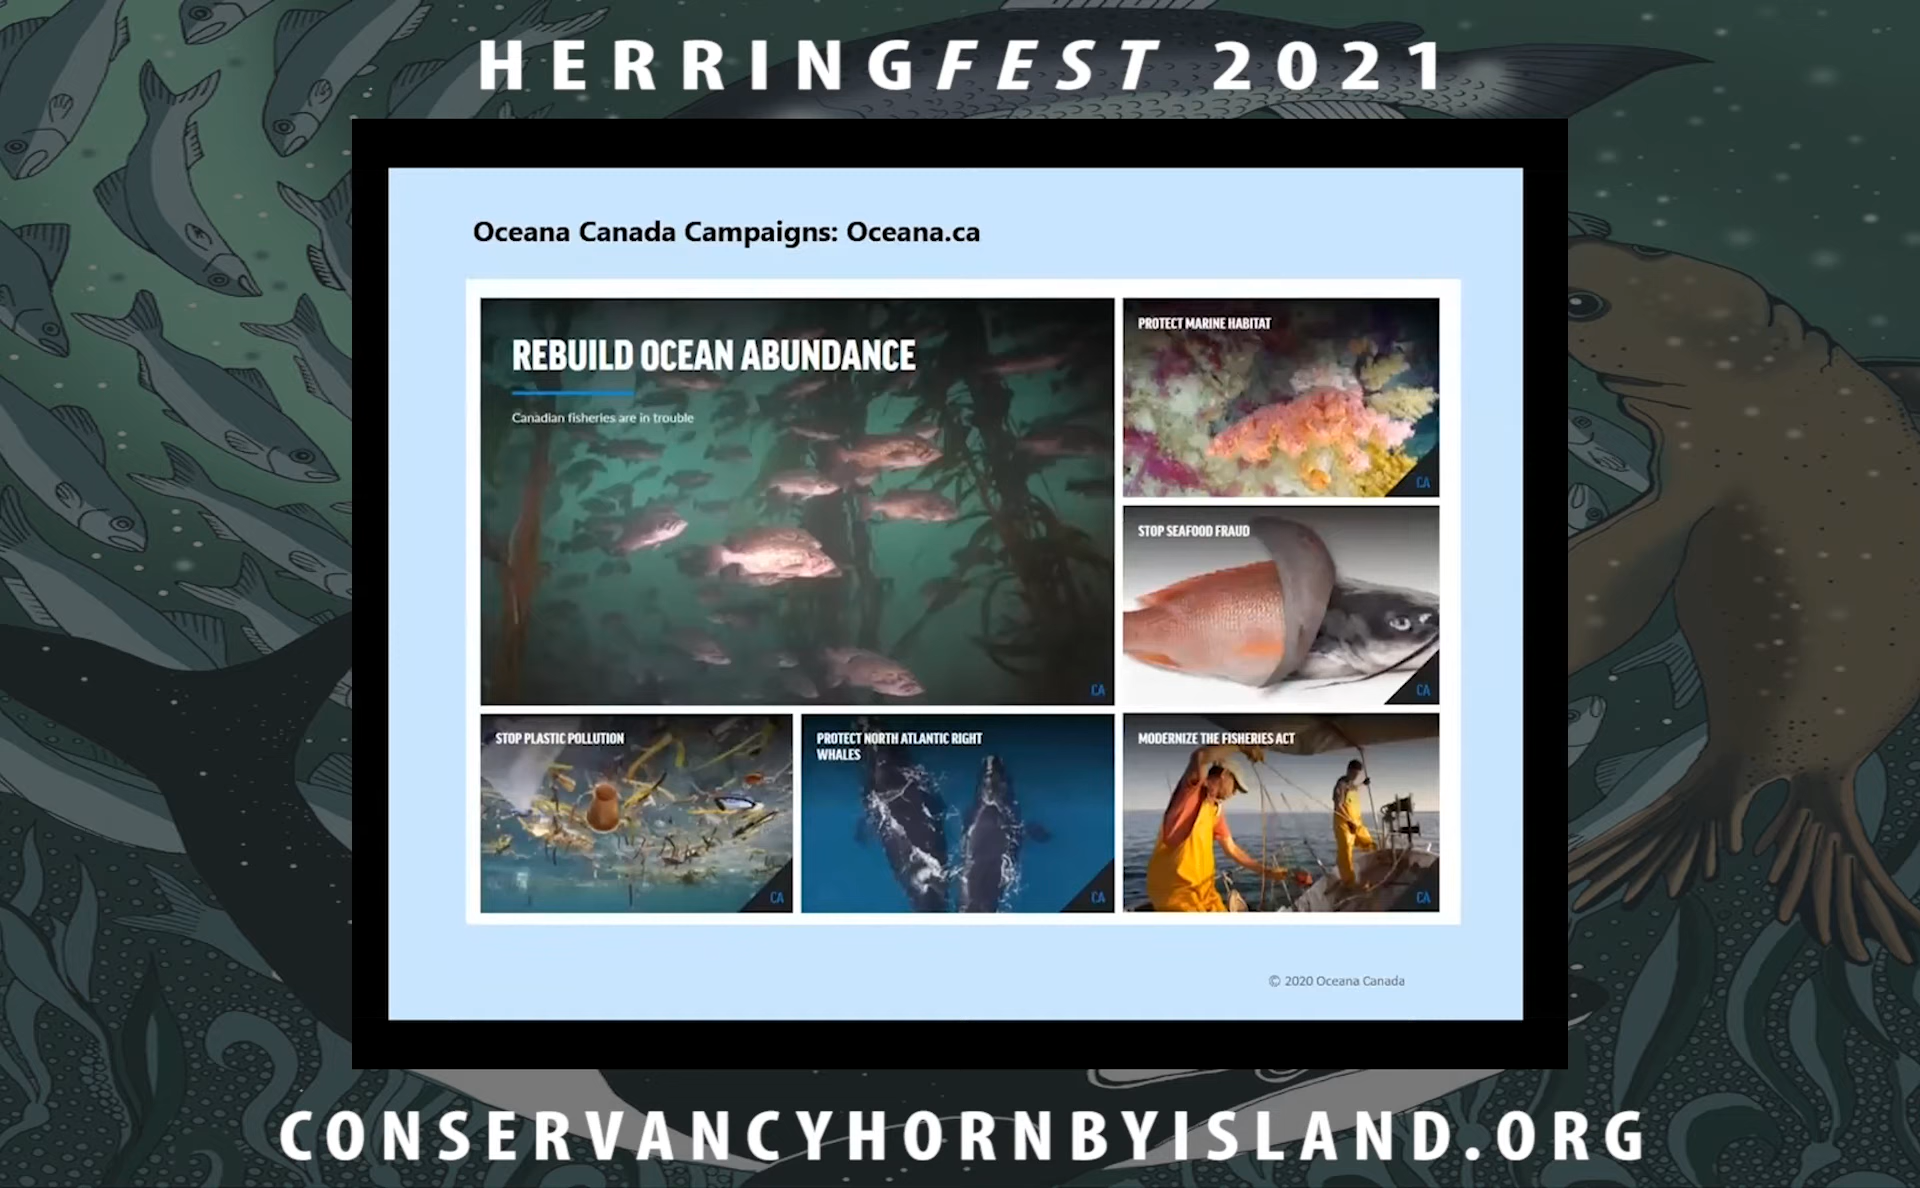 HERRINGFEST 2021
Oceana Canada Campaigns: Oceana.ca
REBUILD OCEAN ABUNDANCE
Canadian fisheries are in trouble
CA
PROTECT MARINE HABITAT
CA
STOP SEAFOOD FRAUD
CA
STOP PLASTIC POLLUTION
CA
PROTECT NORTH ATLANTIC RIGHT
WHALES
CA
MODERNIZE THE FISHERIES ACT
CA
© 2020 Oceana Canada
CONSERVANCYHORNBYISLAND.ORG